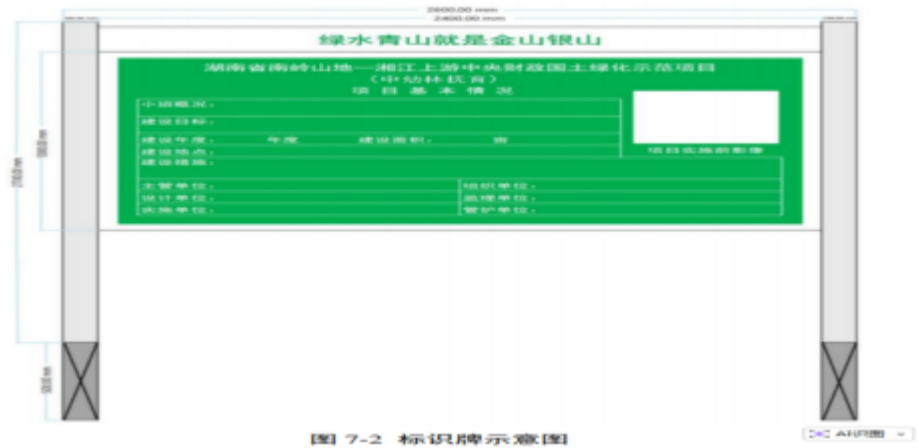 2600.00 mm
2400.00 mm
绿水青山就是金山银山
湖南省南岭山地—湘江上游中央财政国土绿化示范项目
（中幼林抚育）
项目基本情况
小班概况：
建设目标：
建设年度： 年度 建设面积： 亩
建设地点：
项目实施前影像
建设措施：
主管单位： 组织单位：
设计单位： 监理单位：
实施单位： 管护单位：
图 7-2 标识牌示意图
AI识图